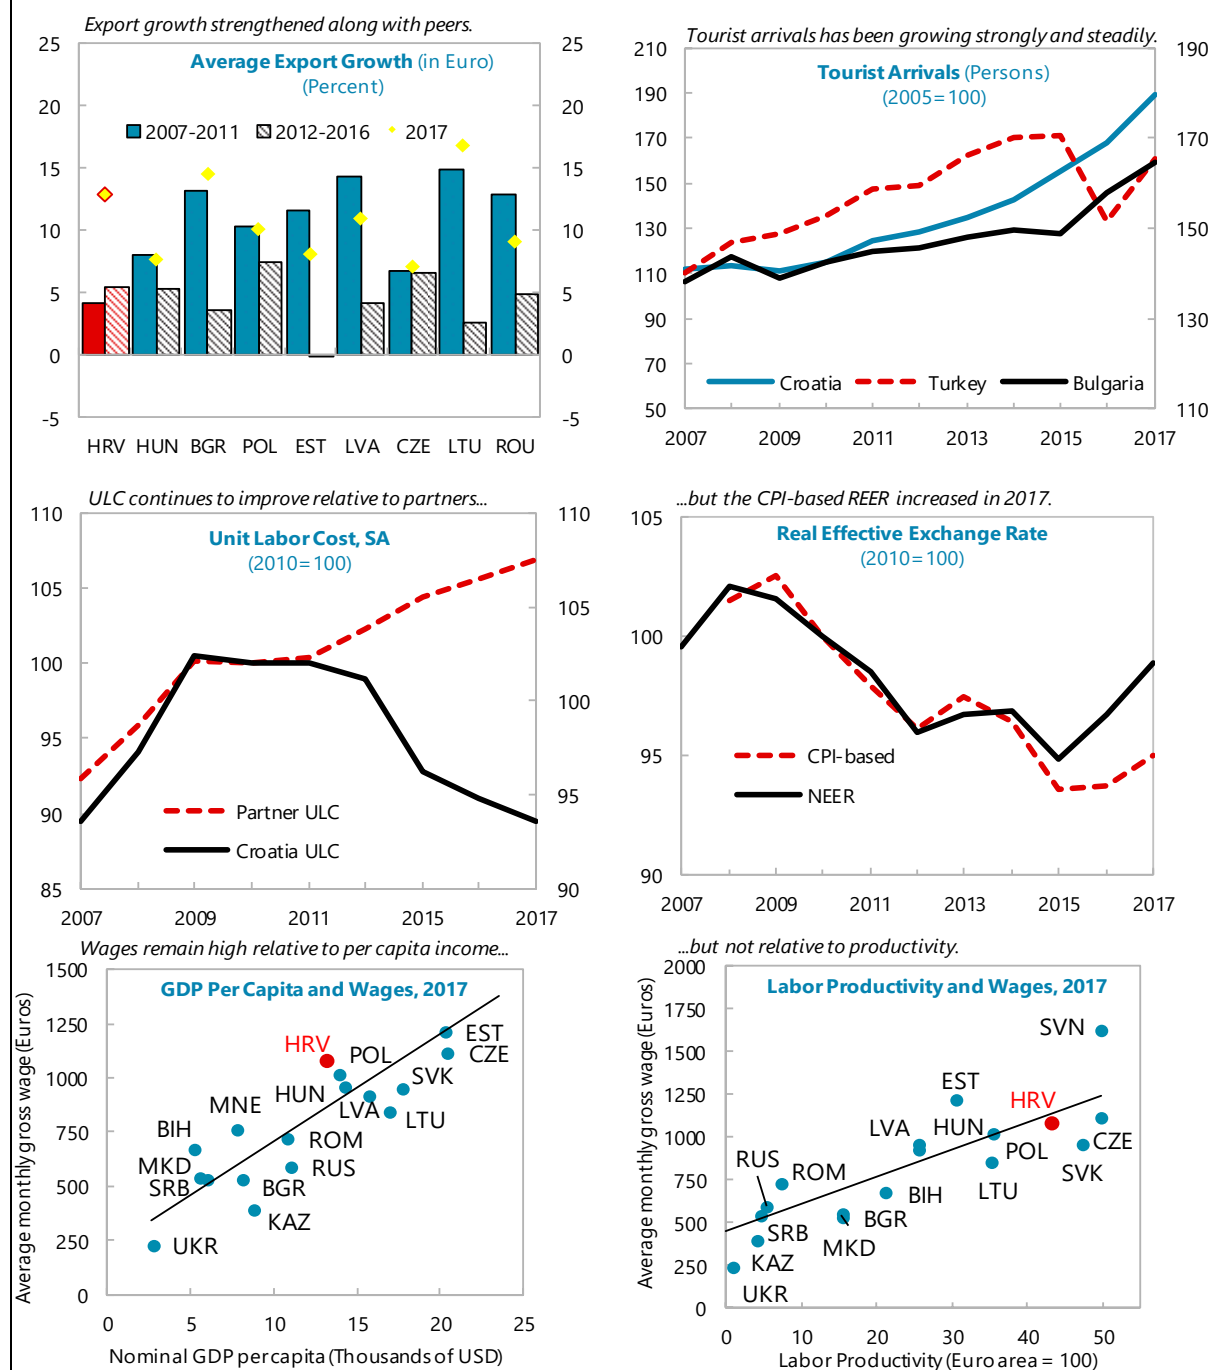 Export growth strengthened along with peers.
Average Export Growth (in Euro)
(Percent)
2007-2011 2012-2016 2017
25 25
20 20
15 15
10 10
5 5
0 0
-5 -5
HRV HUN BGR POL EST LVA CZE LTU ROU
Tourist arrivals has been growing strongly and steadily.
Tourist Arrivals (Persons)
(2005=100)
210 190
190
170 170
150
130 150
110
90 130
70
50 110
Croatia Turkey Bulgaria
2007 2009 2011 2013 2015 2017
ULC continues to improve relative to partners...
Unit Labor Cost, SA
(2010=100)
110 110
105 105
100 100
95 95
90
85 90
Partner ULC
Croatia ULC
2007 2009 2011 2015 2017
...but the CPI-based REER increased in 2017.
Real Effective Exchange Rate
(2010=100)
105
100
95
90
CPI-based
NEER
2007 2009 2011 2013 2015 2017
Wages remain high relative to per capita income...
GDP Per Capita and Wages, 2017
Average monthly gross wage (Euros)
1500
1250
1000
750
500
250
0
HRV POL EST
CZE
HUN SVK
MNE LVA LTU
BIH ROM
MKD RUS
SRB BGR
KAZ
UKR
0 5 10 15 20 25
Nominal GDP per capita (Thousands of USD)
...but not relative to productivity.
Labor Productivity and Wages, 2017
Average monthly gross wage (Euros)
2000
1750
1500
1250
1000
750
500
250
0
SVN
EST
HRV
LVA HUN CZE
POL
RUS ROM SVK
BIH LTU
BGR
SRB MKD
KAZ
UKR
0 10 20 30 40 50
Labor Productivity (Euro area = 100)